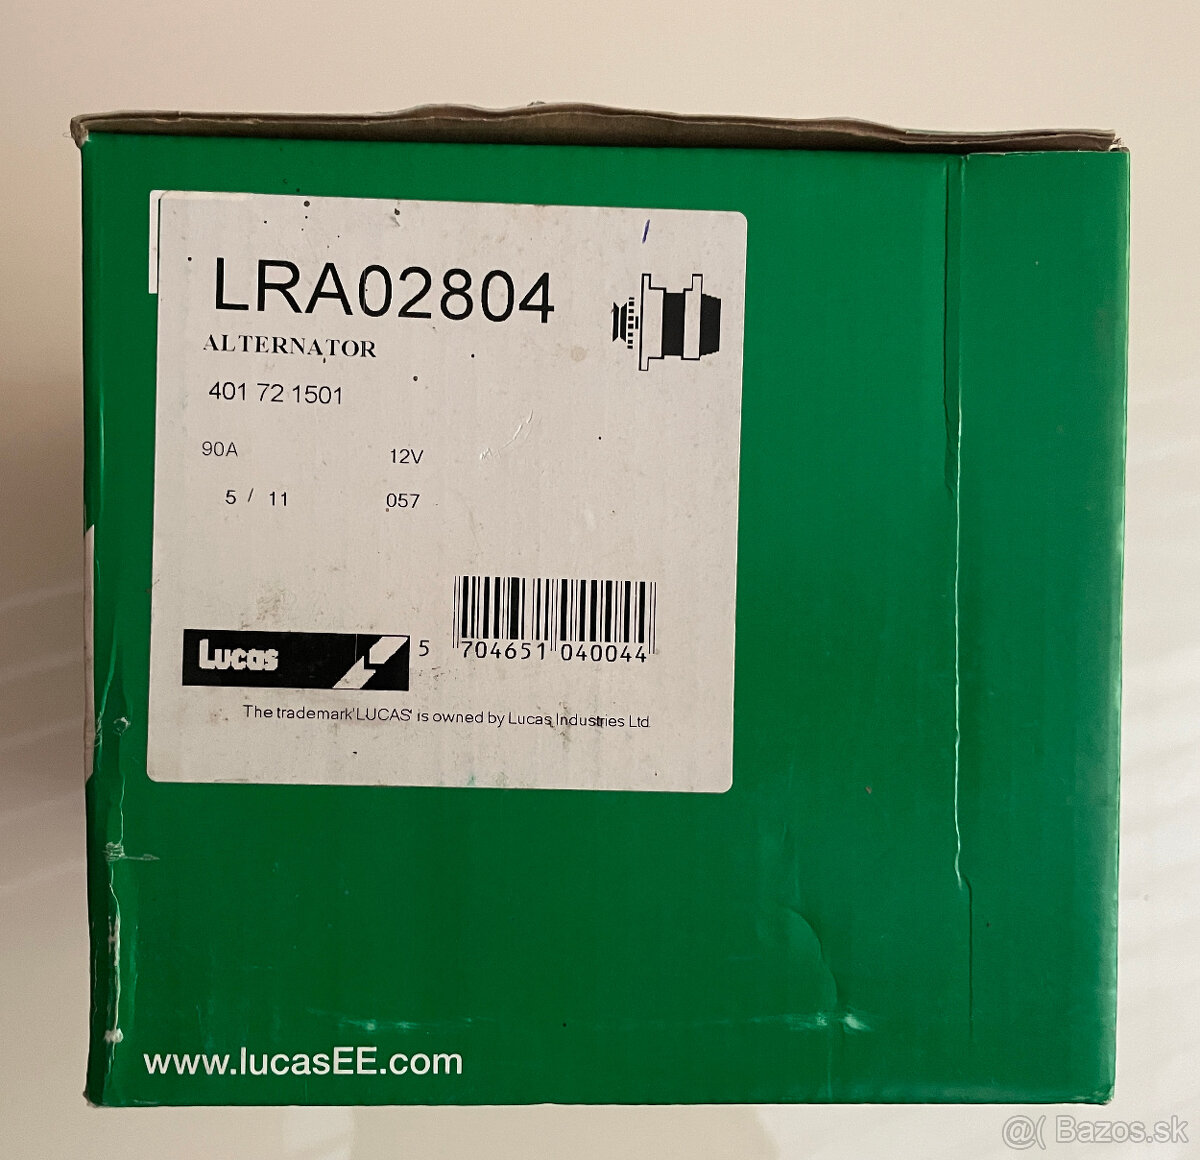 LRA02804
ALTERNATOR
401 72 1501
90A 12V
5 / 11 057
Lucas L
5 704651 040044
The trademark'LUCAS' is owned by Lucas Industries Ltd
www.lucasEE.com
@( Bazos.sk